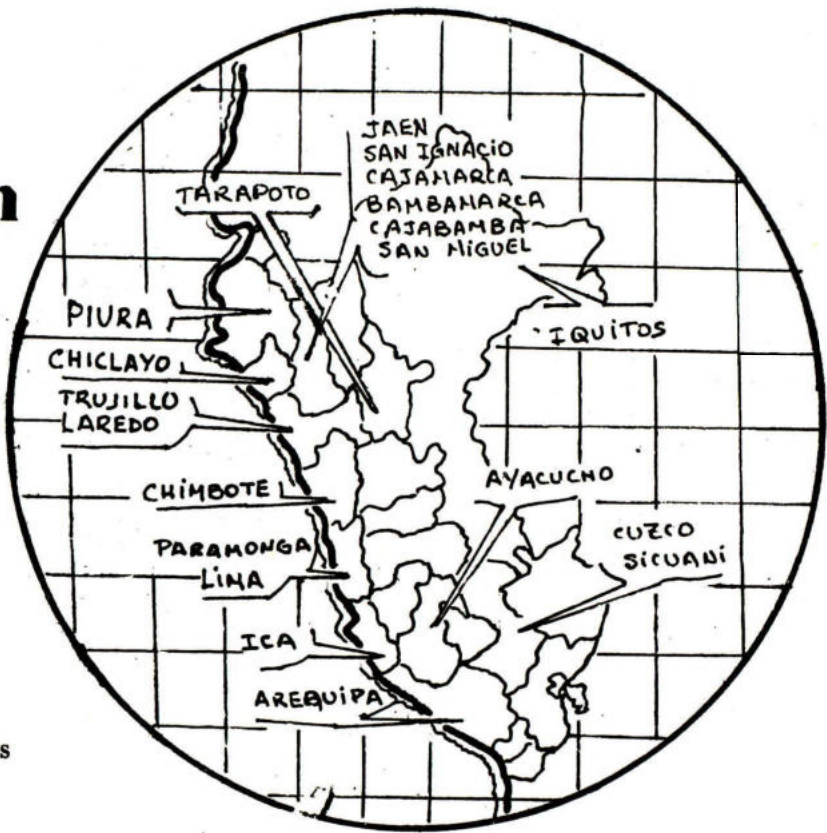 n
JAEN
SAN IGNACIO
CAJAMARCA
BAMBAMARCA
CAJABAMBA
SAN MIGUEL
TARAPOTO
PIURA
IQUITOS
CHICLAYO
TRUJILLO
LAREDO
CHIMBOTE
AYACUCHO
CUZCO
SICUANI
PARAMONGA
LIMA
ICA
AREQUIPA
s